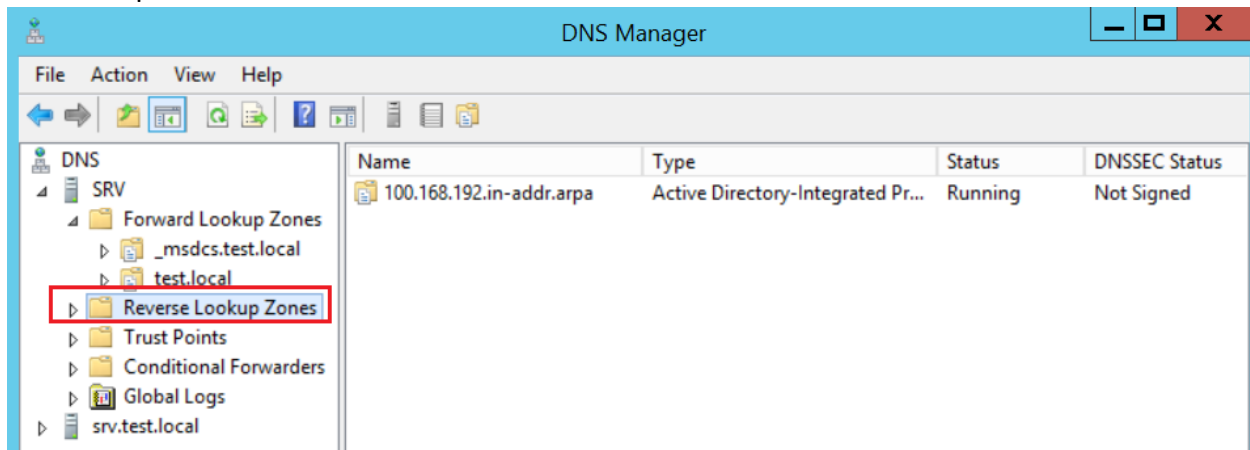 DNS Manager
File Action View Help
DNS
SRV
Forward Lookup Zones
_msdcs.test.local
test.local
Reverse Lookup Zones
Trust Points
Conditional Forwarders
Global Logs
srv.test.local
Name Type Status DNSSEC Status
100.168.192.in-addr.arpa Active Directory-Integrated Pr... Running Not Signed